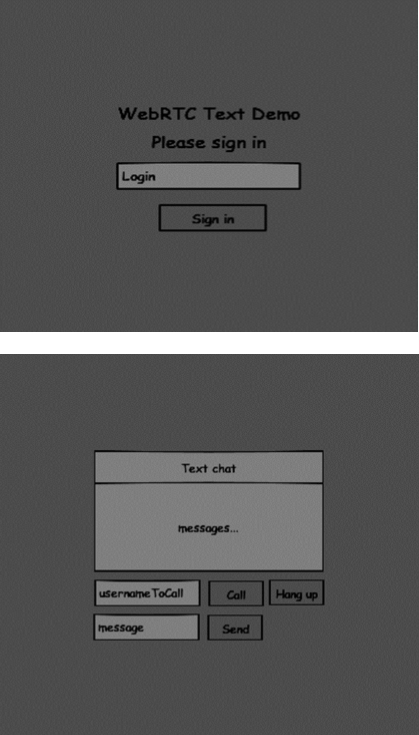 WebRTC Text Demo
Please sign in
Login
Sign in
Text chat
messages...
usernameToCall Call Hang up
message Send